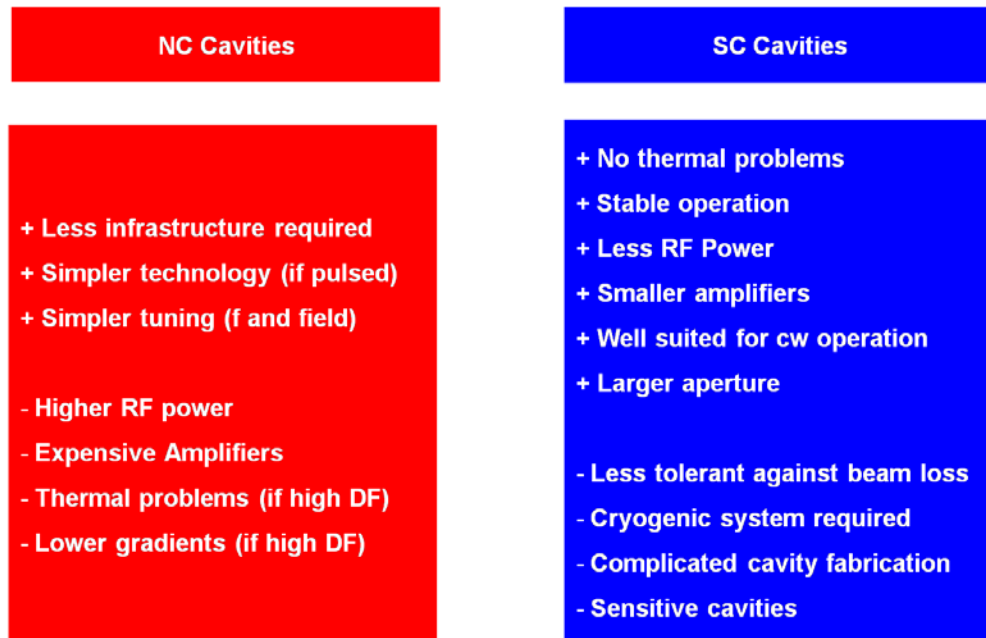 NC Cavities
+ Less infrastructure required
+ Simpler technology (if pulsed)
+ Simpler tuning (f and field)
- Higher RF power
- Expensive Amplifiers
- Thermal problems (if high DF)
- Lower gradients (if high DF)
SC Cavities
+ No thermal problems
+ Stable operation
+ Less RF Power
+ Smaller amplifiers
+ Well suited for cw operation
+ Larger aperture
- Less tolerant against beam loss
- Cryogenic system required
- Complicated cavity fabrication
- Sensitive cavities